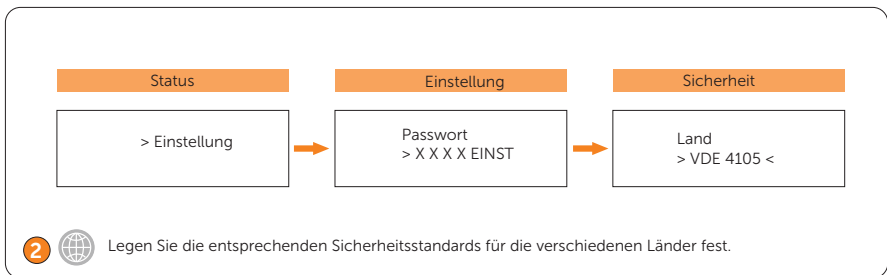 Status
Einstellung
Sicherheit
> Einstellung
Passwort
> X X X X EINST
Land
> VDE 4105 <
2
Legen Sie die entsprechenden Sicherheitsstandards für die verschiedenen Länder fest.